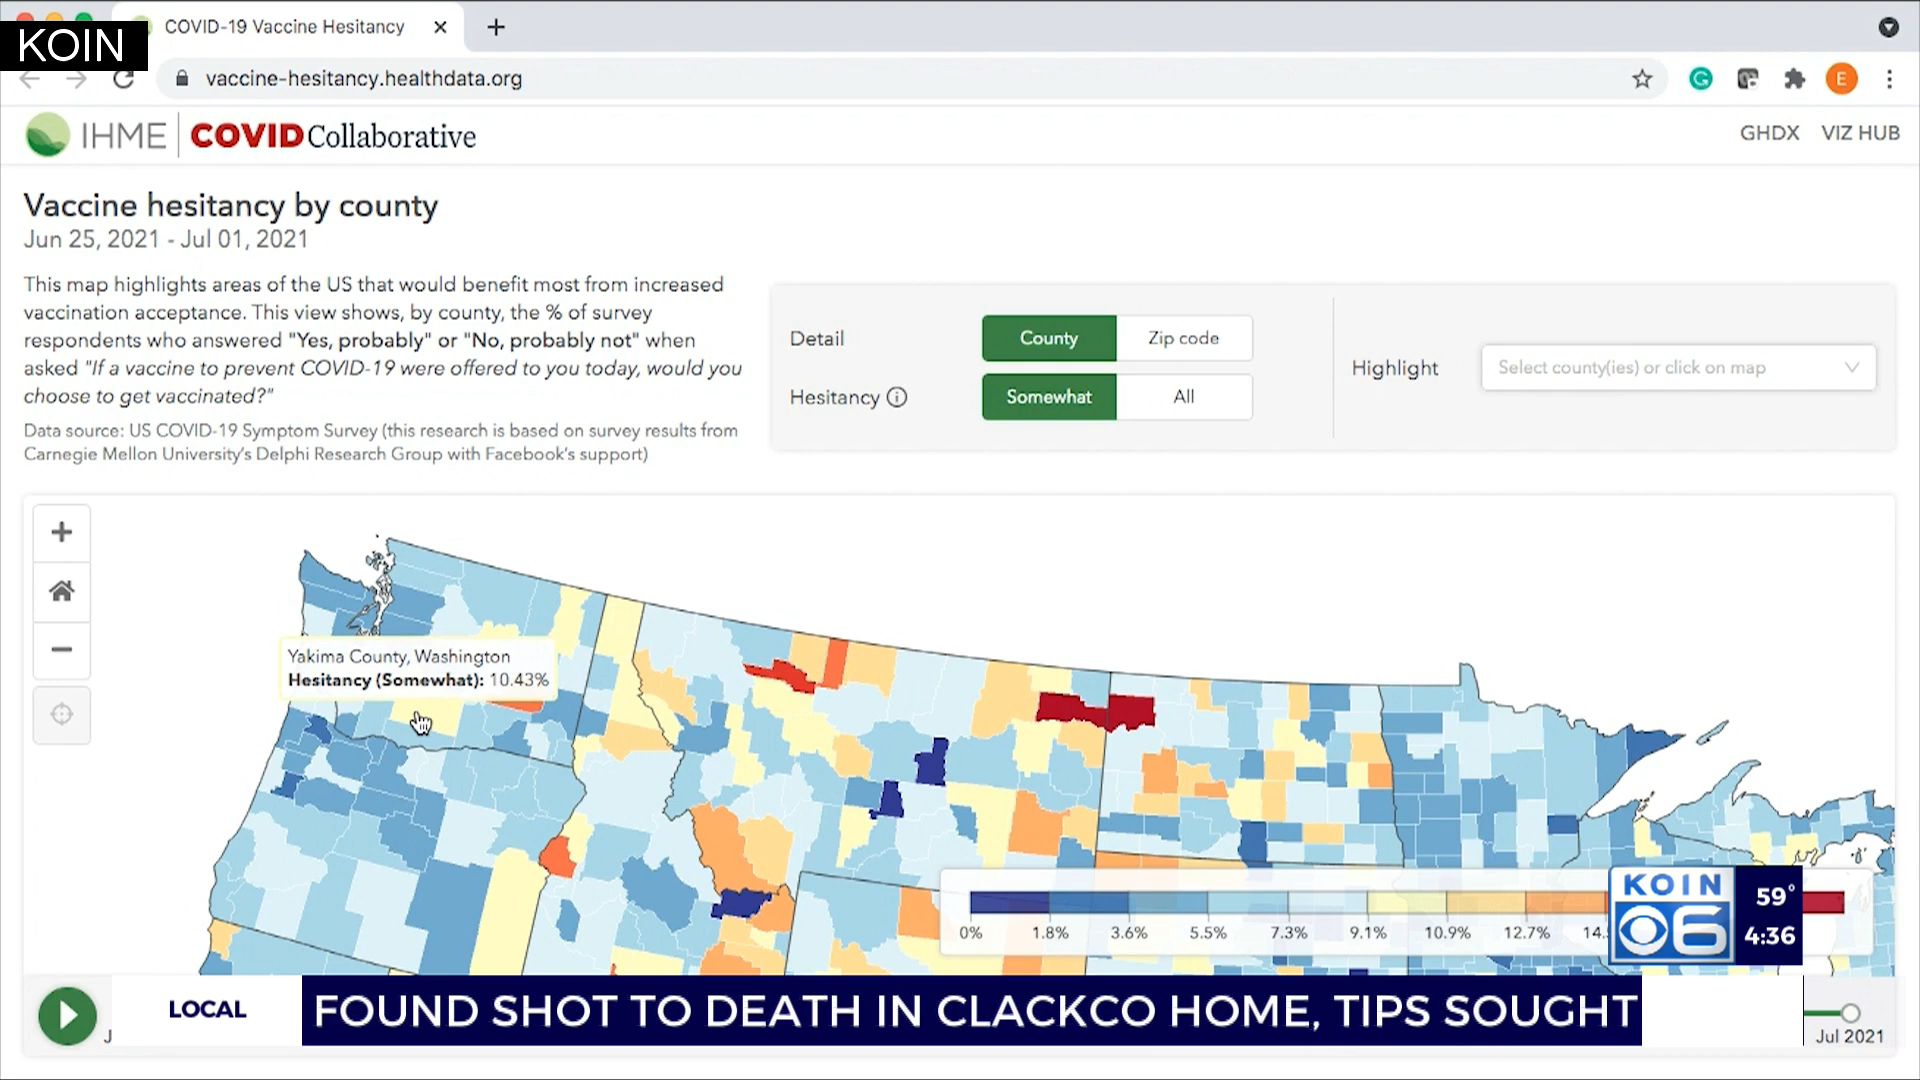 COVID-19 Vaccine Hesitancy
KOIN
vaccine-hesitancy.healthdata.org
E
IHME COVID Collaborative
GHDX VIZ HUB
Vaccine hesitancy by county
Jun 25, 2021 - Jul 01, 2021
This map highlights areas of the US that would benefit most from increased
vaccination acceptance. This view shows, by county, the % of survey
respondents who answered "Yes, probably" or "No, probably not" when
asked "If a vaccine to prevent COVID-19 were offered to you today, would you
choose to get vaccinated?"
Data source: US COVID-19 Symptom Survey (this research is based on survey results from
Carnegie Mellon University's Delphi Research Group with Facebook's support)
Detail County Zip code
Hesitancy Somewhat All
Highlight Select county(ies) or click on map
Yakima County, Washington
Hesitancy (Somewhat): 10.43%
0% 1.8% 3.6% 5.5% 7.3% 9.1% 10.9% 12.7% 14.
KOIN 59°
6 4:36
LOCAL FOUND SHOT TO DEATH IN CLACKCO HOME, TIPS SOUGHT
J
Jul 2021